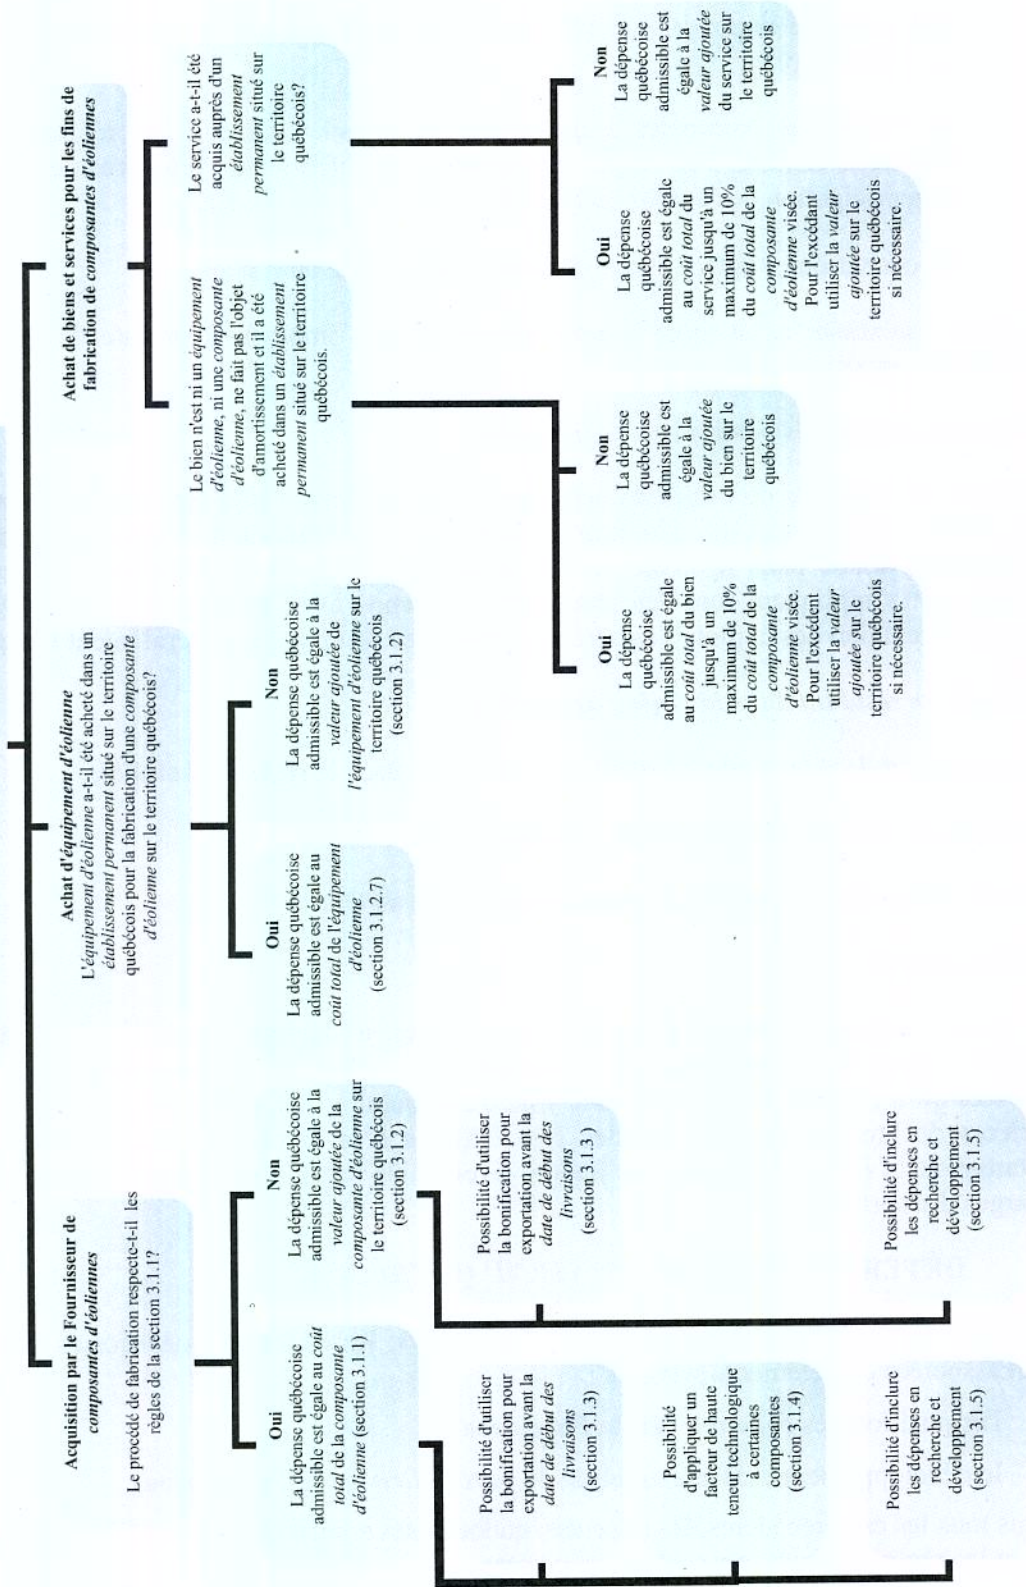 Acquisition par le Fournisseur de
composantes d'éoliennes
Le procédé de fabrication respecte-t-il les
règles de la section 3.1.1?
Oui
La dépense québécoise
admissible est égale au coût
total de la composante
d'éolienne (section 3.1.1)
Possibilité d'utiliser
la bonification pour
exportation avant la
date de début des
livraisons
(section 3.1.3)
Possibilité
d'appliquer un
facteur de haute
teneur technologique
à certaines
composantes
(section 3.1.4)
Possibilité d'inclure
les dépenses en
recherche et
développement
(section 3.1.5)
Non
La dépense québécoise
admissible est égale à la
valeur ajoutée de la
composante d'éolienne sur
le territoire québécois
(section 3.1.2)
Possibilité d'utiliser
la bonification pour
exportation avant la
date de début des
livraisons
(section 3.1.3 )
Possibilité d'inclure
les dépenses en
recherche et
développement
(section 3.1.5)
Achat d'équipement d'éolienne
L'équipement d'éolienne a-t-il été acheté dans un
établissement permanent situé sur le territoire
québécois pour la fabrication d'une composante
d'éolienne sur le territoire québécois?
Oui
La dépense québécoise
admissible est égale au
coût total de l'équipement
d'éolienne
(section 3.1.2.7)
Non
La dépense québécoise
admissible est égale à la
valeur ajoutée de
l'équipement d'éolienne sur le
territoire québécois
(section 3.1.2)
Achat de biens et services pour les fins de
fabrication de composantes d'éoliennes
Le bien n'est ni un équipement
d'éolienne, ni une composante
d'éolienne, ne fait pas l'objet
d'amortissement et il a été
acheté dans un établissement
permanent situé sur le territoire
québécois.
Oui
La dépense
québécoise
admissible est égale
au coût total du bien
jusqu'à un
maximum de 10%
du coût total de la
composante
d'éolienne visée.
Pour l'excédent
utiliser la valeur
ajoutée sur le
territoire québécois
si nécessaire.
Non
La dépense
québécoise
admissible est
égale à la
valeur ajoutée
du bien sur le
territoire
québécois
Le service a-t-il été
acquis auprès d'un
établissement
permanent situé sur
le territoire
québécois?
Oui
La dépense
québécoise
admissible est égale
au coût total du
service jusqu'à un
maximum de 10%
du coût total de la
composante
d'éolienne visée.
Pour l'excédant
utiliser la valeur
ajoutée sur le
territoire québécois
si nécessaire.
Non
La dépense
québécoise
admissible est
égale à la
valeur ajoutée
du service sur
le territoire
québécois